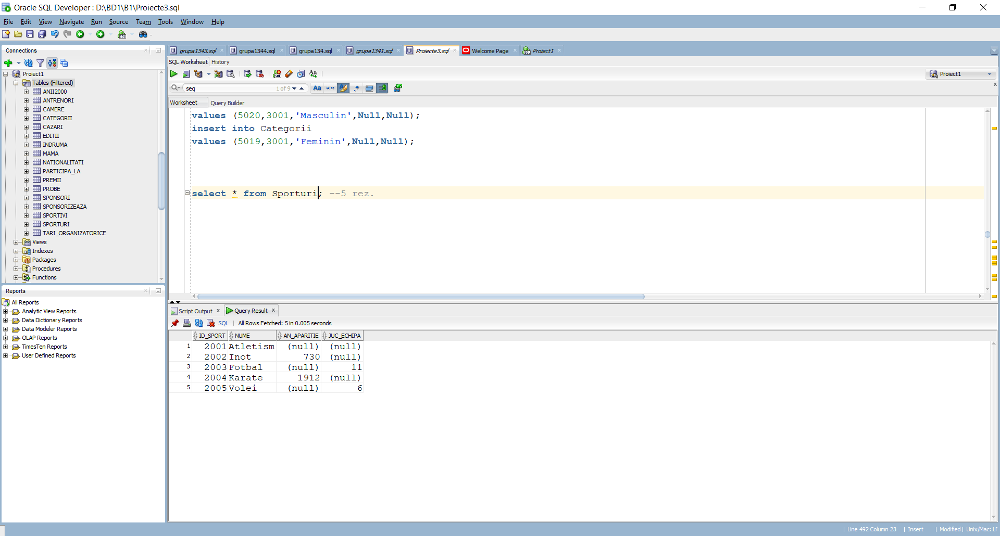 Oracle SQL Developer : D:\BD1\B1\Proiecte3.sql
File Edit View Navigate Run Source Team Tools Window Help
Connections
Proiect1
Tables (Filtered)
ANII2000
ANTRENORI
CAMERE
CATEGORII
CAZARI
EDITII
INDRUMA
MAMA
NATIONALITATI
PARTICIPA_LA
PREMII
PROBE
SPONSORI
SPONSORIZEAZA
SPORTIVI
SPORTURI
TARI_ORGANIZATORICE
Views
Indexes
Packages
Procedures
Functions
Reports
All Reports
Analytic View Reports
Data Dictionary Reports
Data Modeler Reports
OLAP Reports
TimesTen Reports
User Defined Reports
grupa1343.sql grupa1344.sql grupa134.sql grupa1341.sql Proiecte3.sql Welcome Page Proiect1
SQL Worksheet History
Proiect1
seq 1 of 9
Worksheet Query Builder
values (5020,3001,'Masculin',Null,Null);
insert into Categorii
values (5019,3001,'Feminin',Null,Null);
select * from Sporturi; --5 rez.
Script Output x Query Result x
SQL | All Rows Fetched: 5 in 0.005 seconds
ID_SPORT NUME AN_APARITIE JUC_ECHIPA
1 2001 Atletism (null) (null)
2 2002 Inot 730 (null)
3 2003 Fotbal (null) 11
4 2004 Karate 1912 (null)
5 2005 Volei (null) 6
| Line 492 Column 23 | Insert | Modified | Unix/Mac: LF